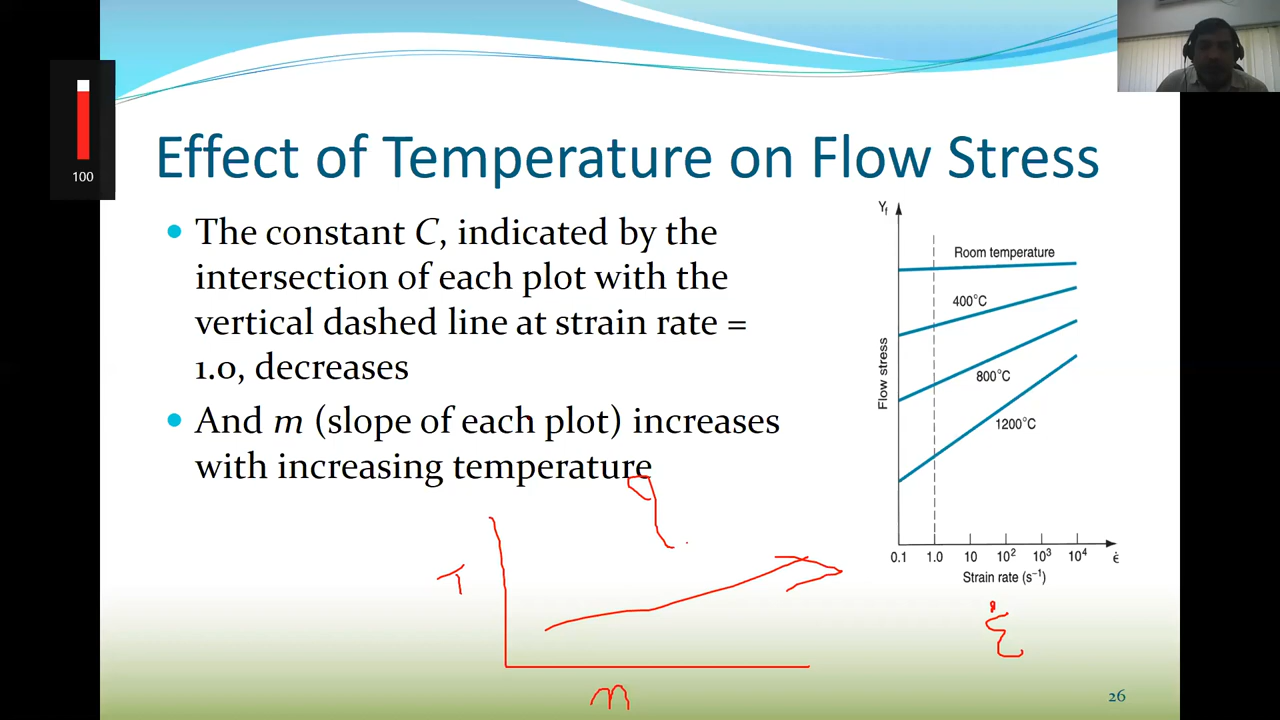 100
Effect of Temperature on Flow Stress
The constant C, indicated by the
intersection of each plot with the
vertical dashed line at strain rate =
1.0, decreases
And m (slope of each plot) increases
with increasing temperature
Yf
Room temperature
400°C
800°C
1200°C
Flow stress
0.1 1.0 10 10² 10³ 10⁴ ε̇
Strain rate (s⁻¹)
T
m
ε̇
26